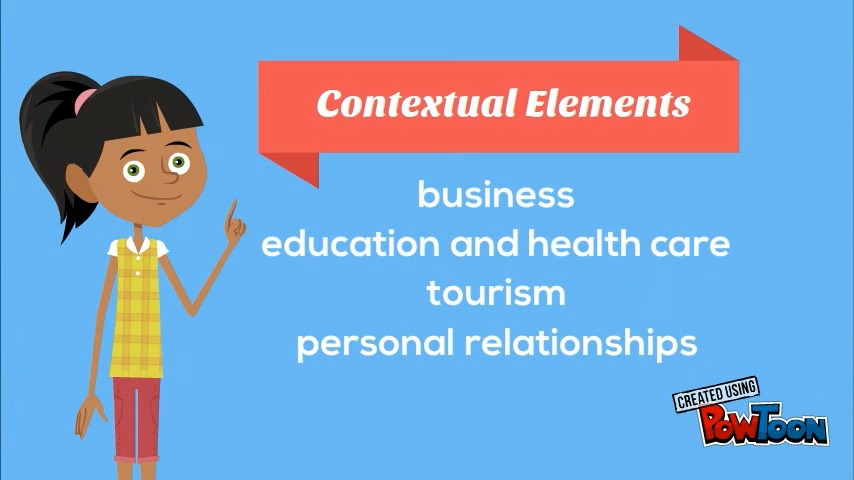 Contextual Elements
business
education and health care
tourism
personal relationships
CREATED USING
POWTOON